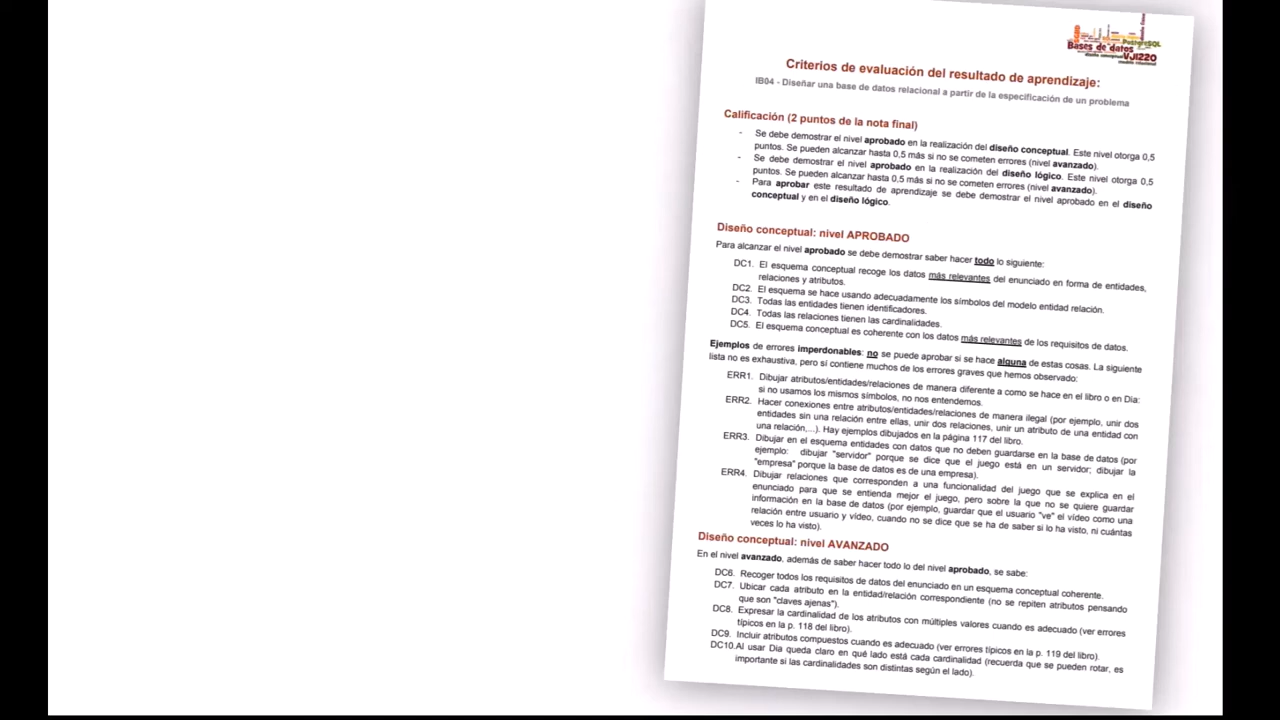 Bases de datos
PostgreSQL
VJ1220
Criterios de evaluación del resultado de aprendizaje:
IB04 - Diseñar una base de datos relacional a partir de la especificación de un problema
Calificación (2 puntos de la nota final)
- Se debe demostrar el nivel aprobado en la realización del diseño conceptual. Este nivel otorga 0,5
puntos. Se pueden alcanzar hasta 0,5 más si no se cometen errores (nivel avanzado).
- Se debe demostrar el nivel aprobado en la realización del diseño lógico. Este nivel otorga 0,5
puntos. Se pueden alcanzar hasta 0,5 más si no se cometen errores (nivel avanzado).
- Para aprobar este resultado de aprendizaje se debe demostrar el nivel aprobado en el diseño
conceptual y en el diseño lógico.
Diseño conceptual: nivel APROBADO
Para alcanzar el nivel aprobado se debe demostrar saber hacer todo lo siguiente:
DC1. El esquema conceptual recoge los datos más relevantes del enunciado en forma de entidades,
relaciones y atributos.
DC2. El esquema se hace usando adecuadamente los símbolos del modelo entidad relación.
DC3. Todas las entidades tienen identificadores.
DC4. Todas las relaciones tienen las cardinalidades.
DC5. El esquema conceptual es coherente con los datos más relevantes de los requisitos de datos.
Ejemplos de errores imperdonables: no se puede aprobar si se hace alguna de estas cosas. La siguiente
lista no es exhaustiva, pero sí contiene muchos de los errores graves que hemos observado:
ERR1. Dibujar atributos/entidades/relaciones de manera diferente a como se hace en el libro o en Dia:
si no usamos los mismos símbolos, no nos entendemos.
ERR2. Hacer conexiones entre atributos/entidades/relaciones de manera ilegal (por ejemplo, unir dos
entidades sin una relación entre ellas, unir dos relaciones, unir un atributo de una entidad con
una relación,...). Hay ejemplos dibujados en la página 117 del libro.
ERR3. Dibujar en el esquema entidades con datos que no deben guardarse en la base de datos (por
ejemplo: dibujar "servidor" porque se dice que el juego está en un servidor; dibujar la
"empresa" porque la base de datos es de una empresa).
ERR4. Dibujar relaciones que corresponden a una funcionalidad del juego que se explica en el
enunciado para que se entienda mejor el juego, pero sobre la que no se quiere guardar
información en la base de datos (por ejemplo, guardar que el usuario "ve" el vídeo como una
relación entre usuario y vídeo, cuando no se dice que se ha de saber si lo ha visto, ni cuántas
veces lo ha visto).
Diseño conceptual: nivel AVANZADO
En el nivel avanzado, además de saber hacer todo lo del nivel aprobado, se sabe:
DC6. Recoger todos los requisitos de datos del enunciado en un esquema conceptual coherente.
DC7. Ubicar cada atributo en la entidad/relación correspondiente (no se repiten atributos pensando
que son "claves ajenas").
DC8. Expresar la cardinalidad de los atributos con múltiples valores cuando es adecuado (ver errores
típicos en la p. 118 del libro).
DC9. Incluir atributos compuestos cuando es adecuado (ver errores típicos en la p. 119 del libro).
DC10.Al usar Dia queda claro en qué lado está cada cardinalidad (recuerda que se pueden rotar, es
importante si las cardinalidades son distintas según el lado).